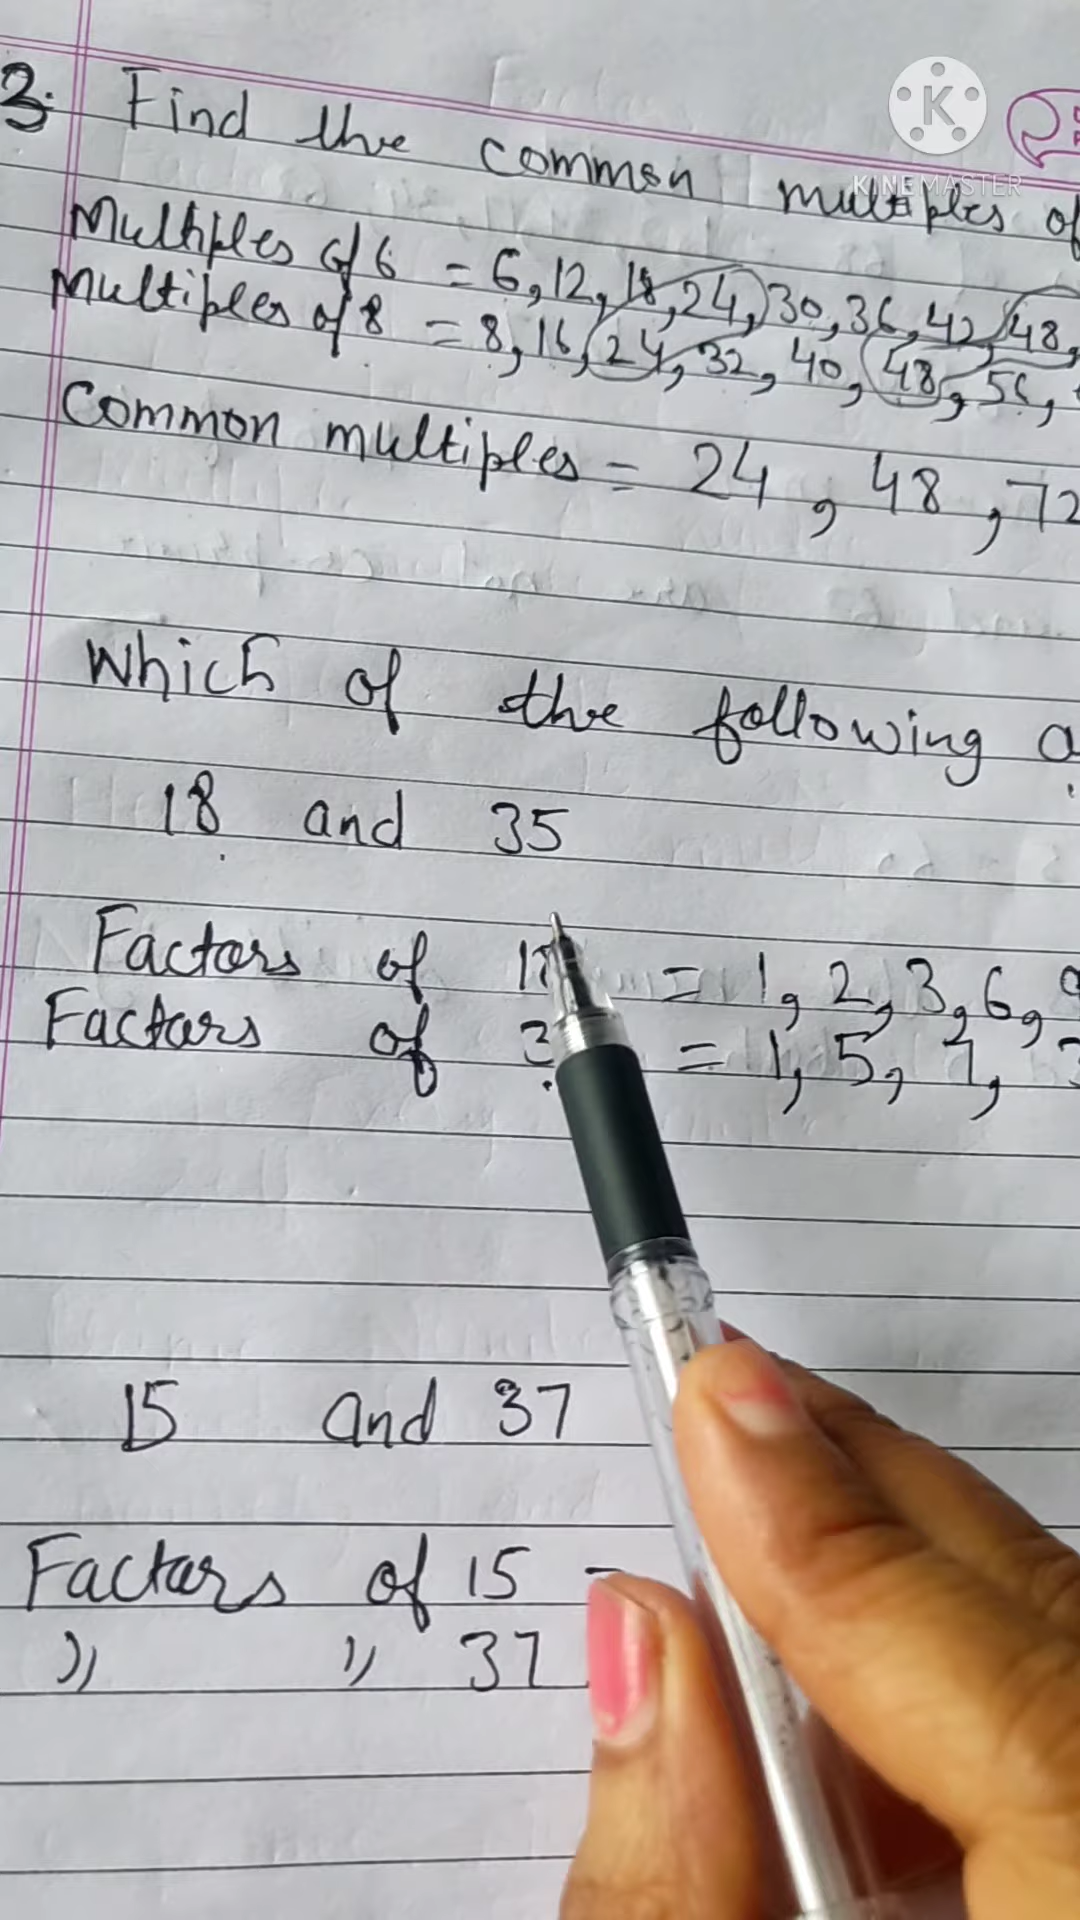 3. Find the common multiples of
Multiples of 6 = 6, 12, 18, 24, 30, 36, 42, 48,
Multiples of 8 = 8, 16, 24, 32, 40, 48, 56,
Common multiples = 24, 48, 72
Which of the following
18 and 35
Factors of 18 = 1, 2, 3, 6,
Factors of 3 = 1, 5, 7,
15 and 37
Factors of 15 =
" " 37
K
KINEMASTER